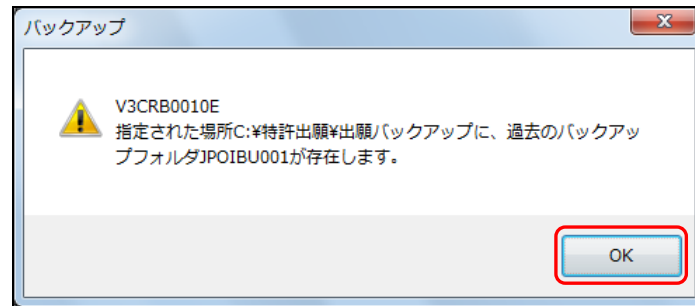 バックアップ
V3CRB0010E
指定された場所C:¥特許出願¥出願バックアップに、過去のバックアッ
プフォルダJPOIBU001が存在します。
OK